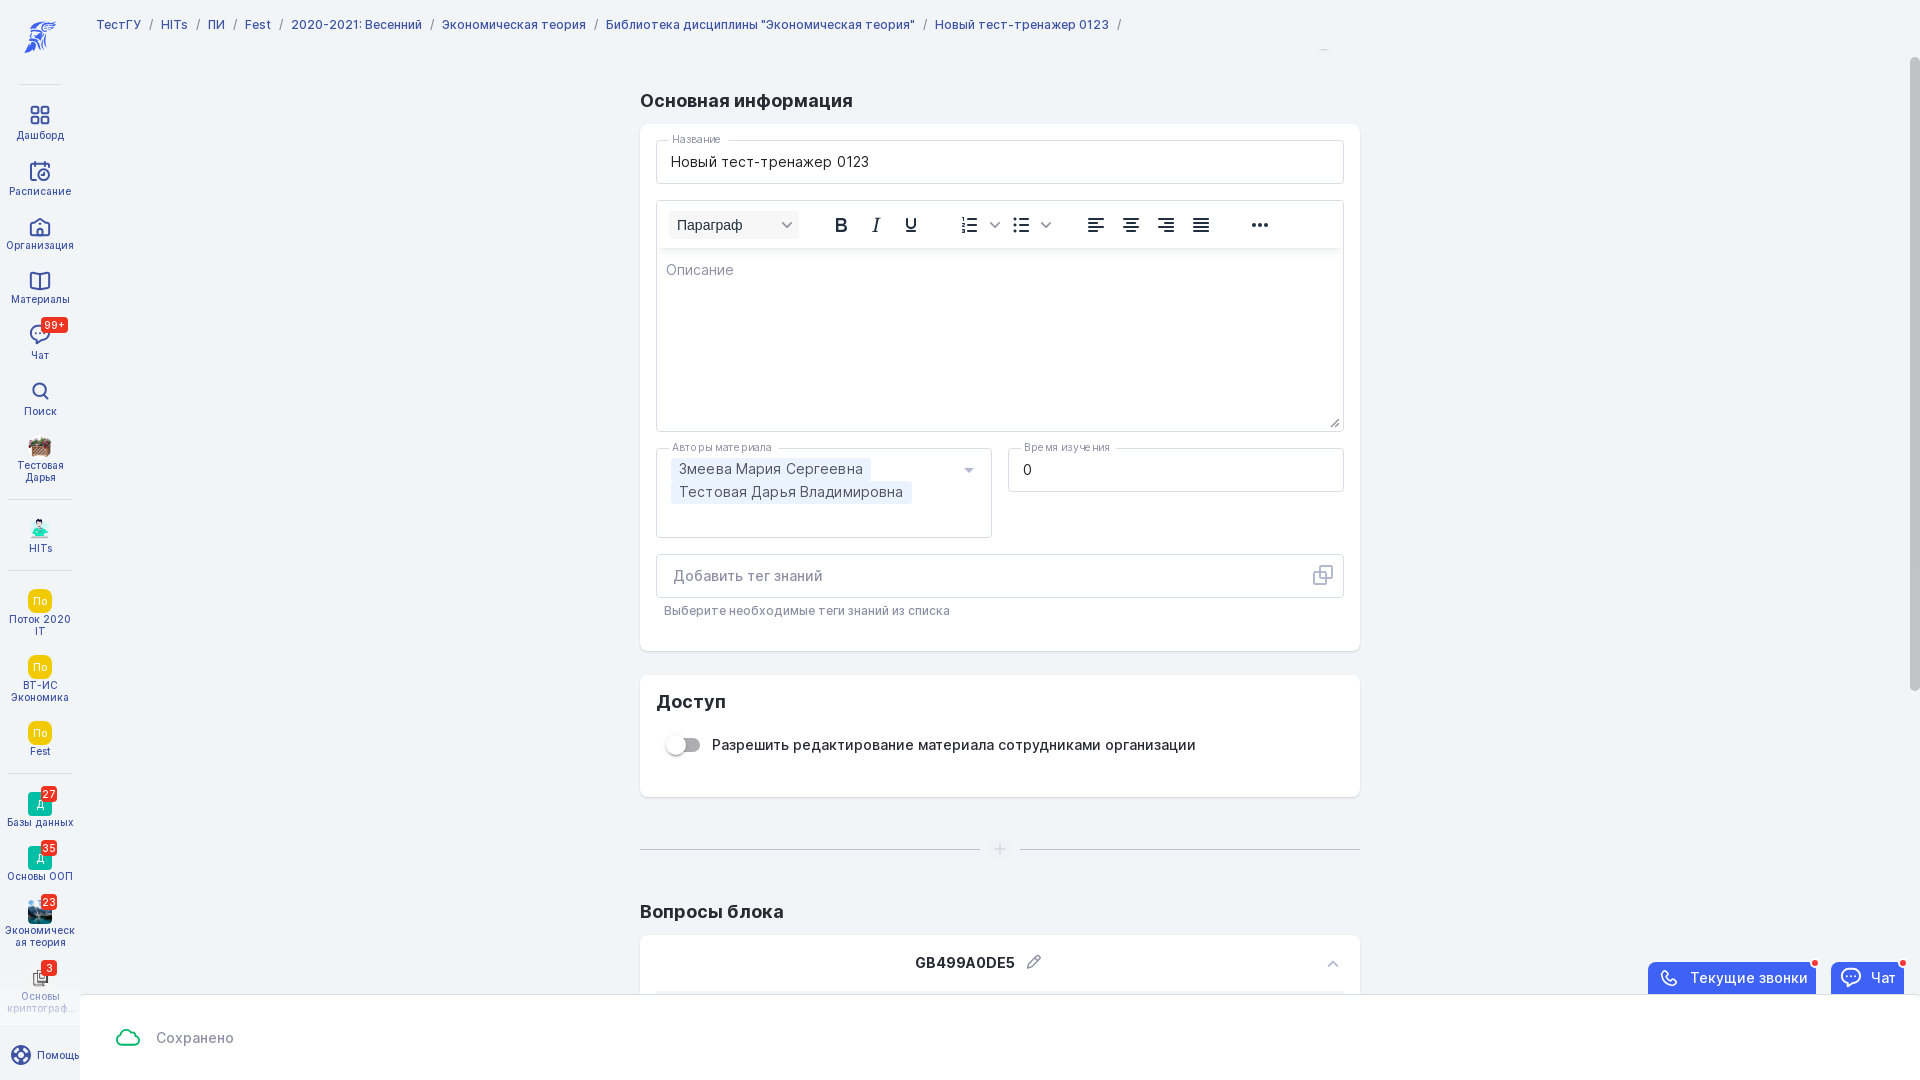 ТестГУ / HITs / ПИ / Fest / 2020-2021: Весенний / Экономическая теория / Библиотека дисциплины "Экономическая теория" / Новый тест-тренажер 0123 /
Дашборд
Расписание
Организация
Материалы
99+
Чат
Поиск
Тестовая
Дарья
HITs
По
Поток 2020
IT
По
ВТ-ИС
Экономика
По
Fest
27
Д
Базы данных
35
Д
Основы ООП
23
Экономическ
ая теория
3
Основы
криптограф...
Помощь
Основная информация
Название
Новый тест-тренажер 0123
Параграф
Описание
Авторы материала
Змеева Мария Сергеевна
Тестовая Дарья Владимировна
Время изучения
0
Добавить тег знаний
Выберите необходимые теги знаний из списка
Доступ
Разрешить редактирование материала сотрудниками организации
Вопросы блока
GB499A0DE5
Текущие звонки
Чат
Сохранено